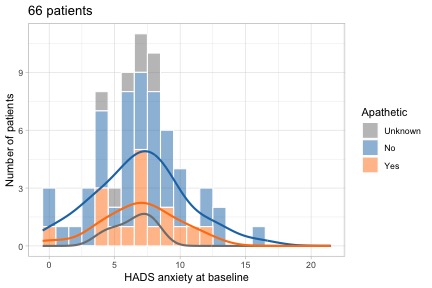 66 patients
Number of patients
9
6
3
0
0
5
10
15
20
HADS anxiety at baseline
Apathetic
Unknown
No
Yes